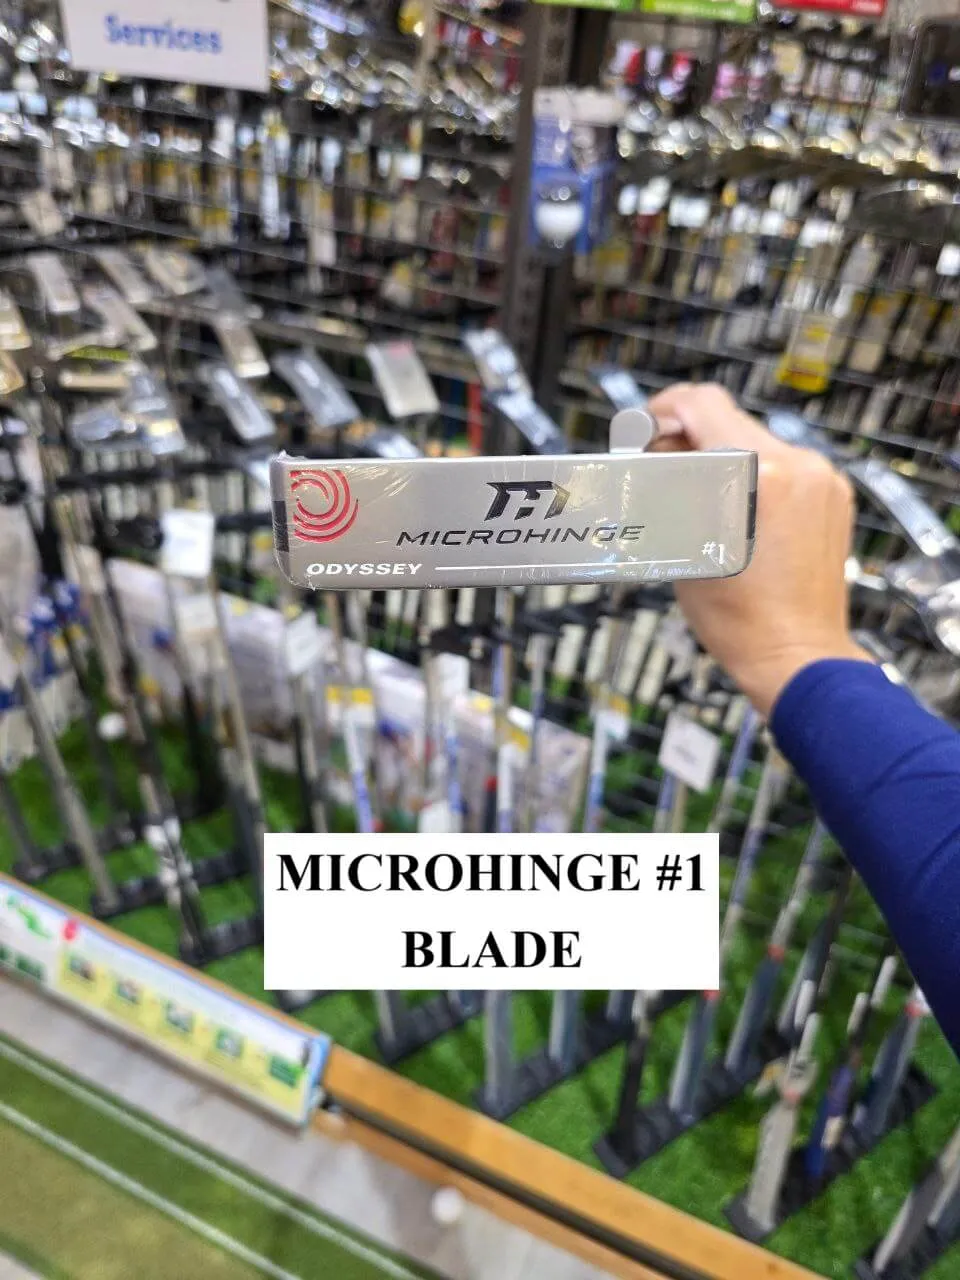 Services
MICROHINGE
ODYSSEY
#1
MICROHINGE #1
BLADE